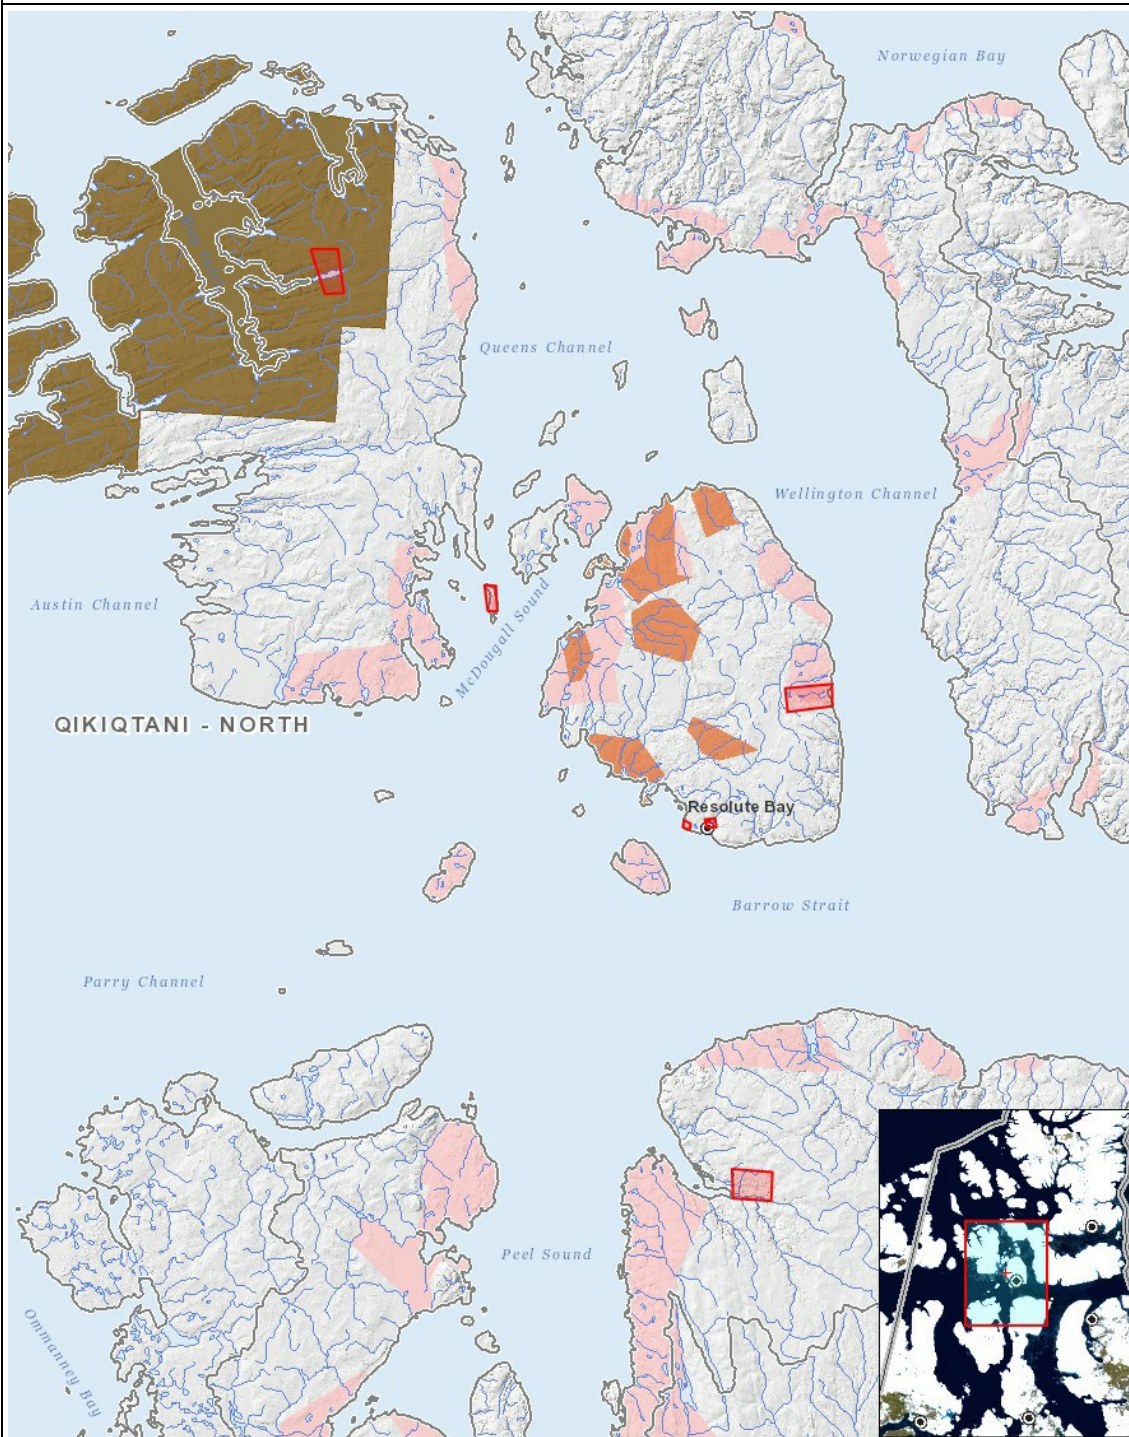 Norwegian Bay
Queens Channel
Wellington Channel
Austin Channel
McDougall Sound
QIKIQTANI - NORTH
Resolute Bay
Barrow Strait
Parry Channel
Peel Sound
Ommanney Bay